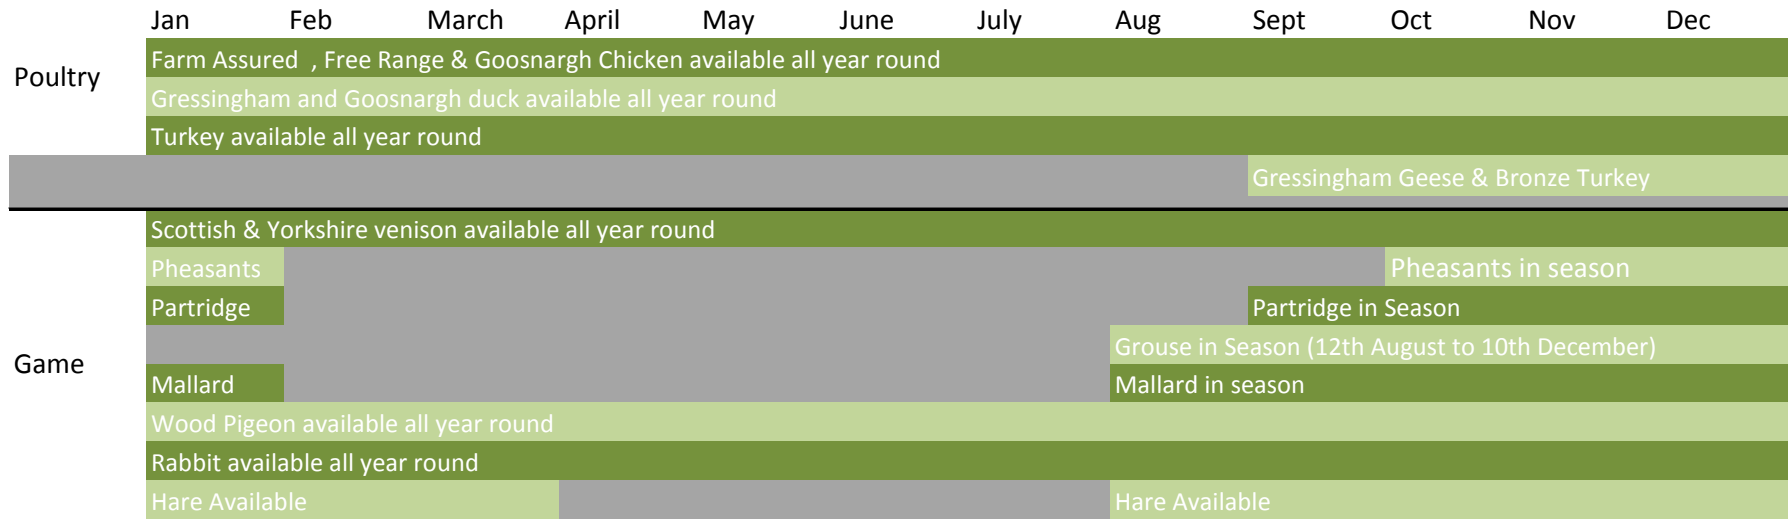 Jan Feb March April May June July Aug Sept Oct Nov Dec
Poultry
Farm Assured , Free Range & Goosnargh Chicken available all year round
Gressingham and Goosnargh duck available all year round
Turkey available all year round
Gressingham Geese & Bronze Turkey
Game
Scottish & Yorkshire venison available all year round
Pheasants Pheasants in season
Partridge Partridge in Season
Grouse in Season (12th August to 10th December)
Mallard Mallard in season
Wood Pigeon available all year round
Rabbit available all year round
Hare Available Hare Available